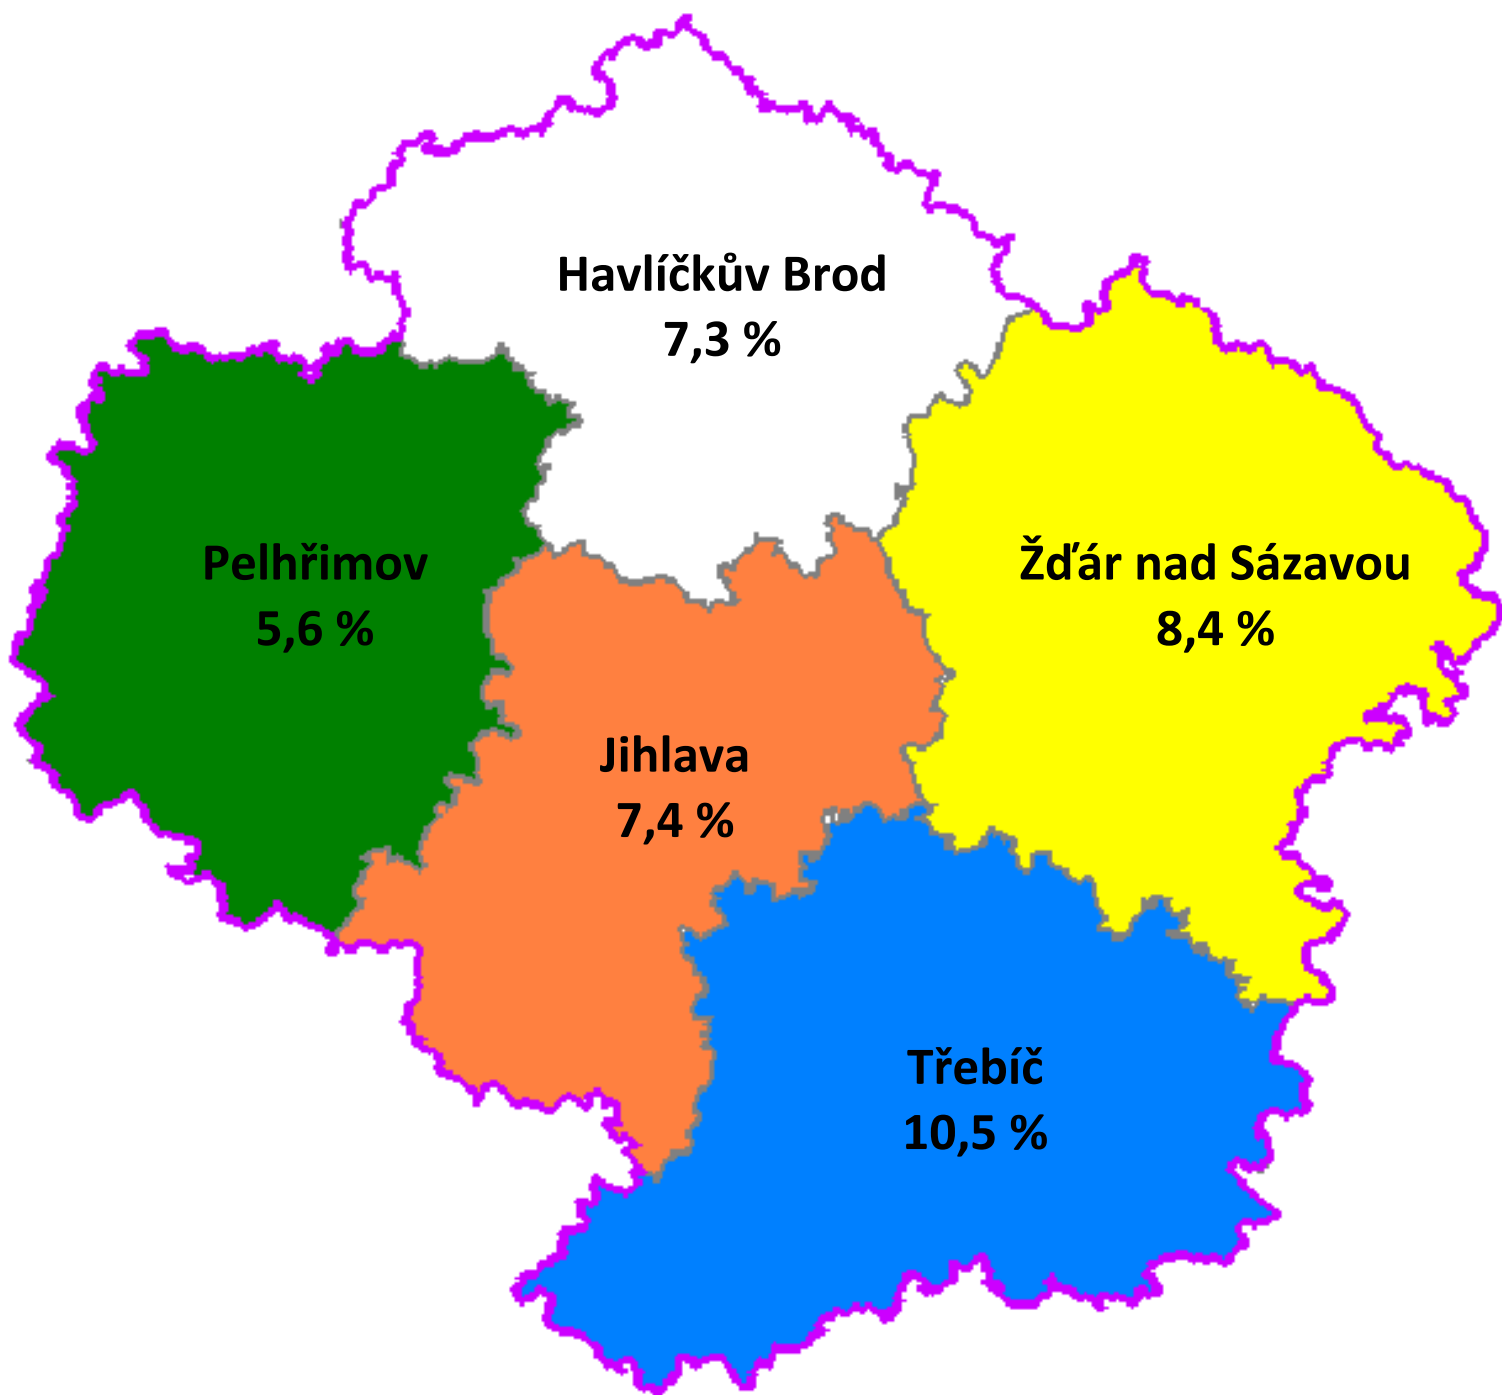 Havlíčkův Brod
7,3 %
Pelhřimov
5,6 %
Žďár nad Sázavou
8,4 %
Jihlava
7,4 %
Třebíč
10,5 %